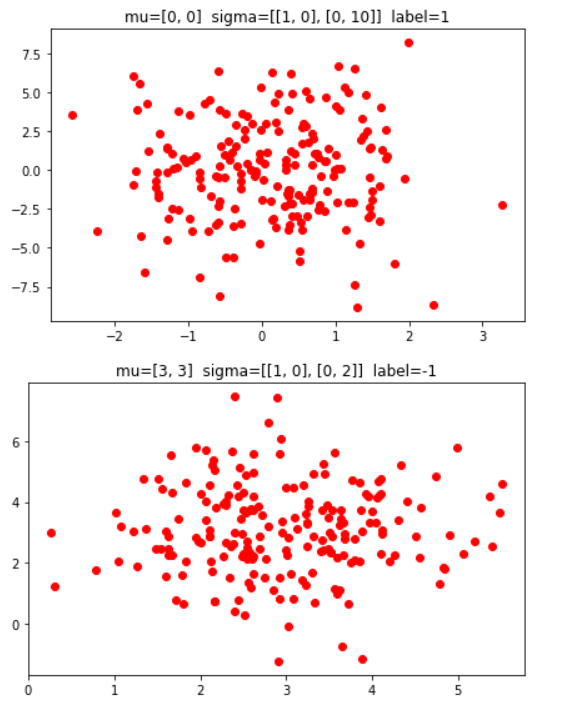 mu=[0, 0] sigma=[[1, 0], [0, 10]] label=1
7.5
5.0
2.5
0.0
−2.5
−5.0
−7.5
−2 −1 0 1 2 3
mu=[3, 3] sigma=[[1, 0], [0, 2]] label=-1
6
4
2
0
0 1 2 3 4 5